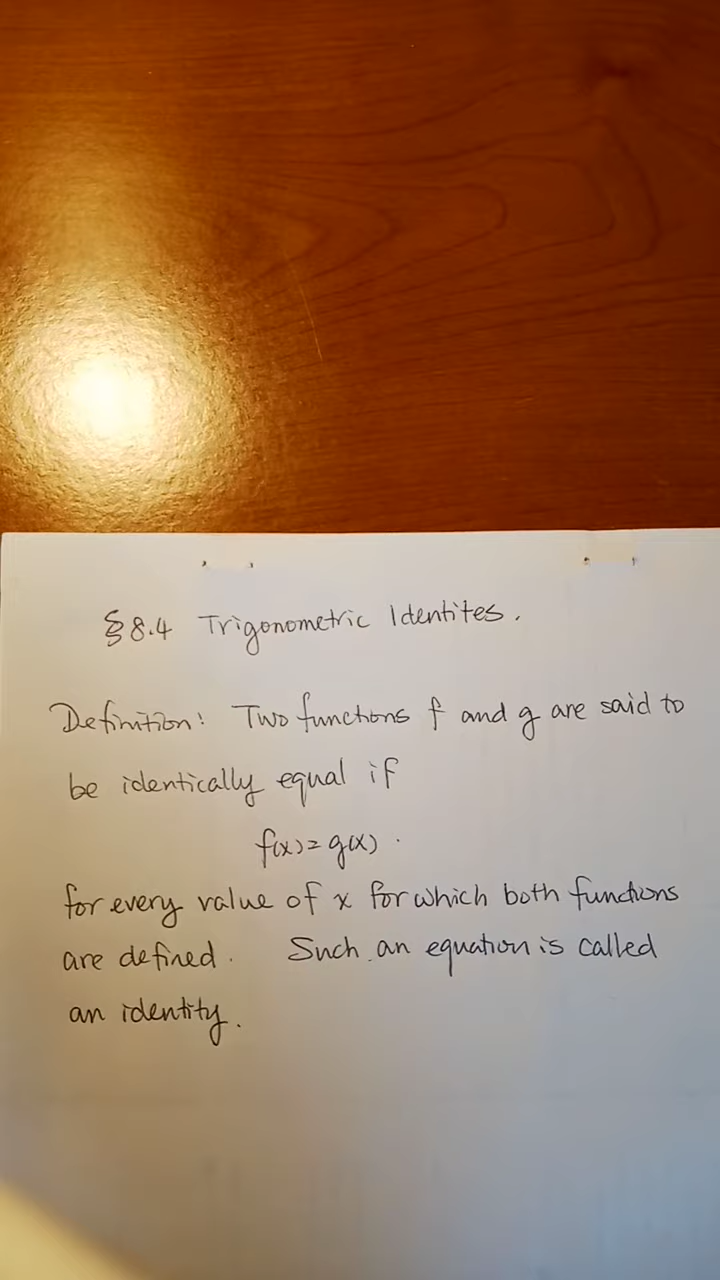 §8.4 Trigonometric Identites.
Definition: Two functions f and g are said to
be identically equal if
f(x) = g(x).
for every value of x for which both functions
are defined. Such an equation is called
an identity.